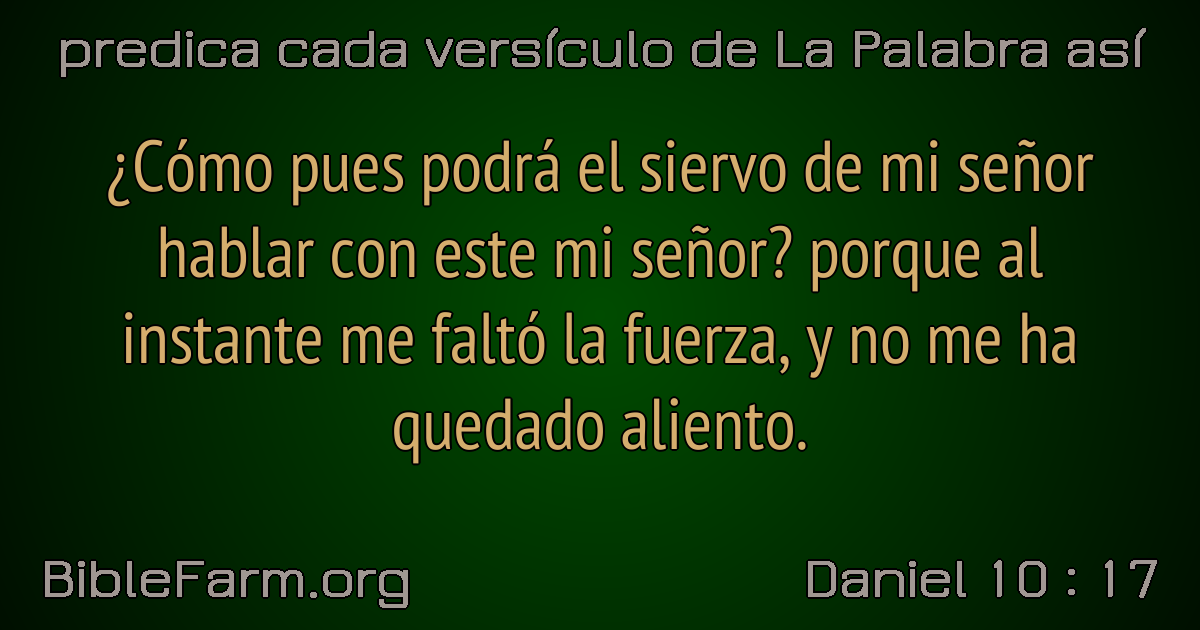 predica cada versículo de La Palabra así
¿Cómo pues podrá el siervo de mi señor
hablar con este mi señor? porque al
instante me faltó la fuerza, y no me ha
quedado aliento.
BibleFarm.org
Daniel 10 : 17